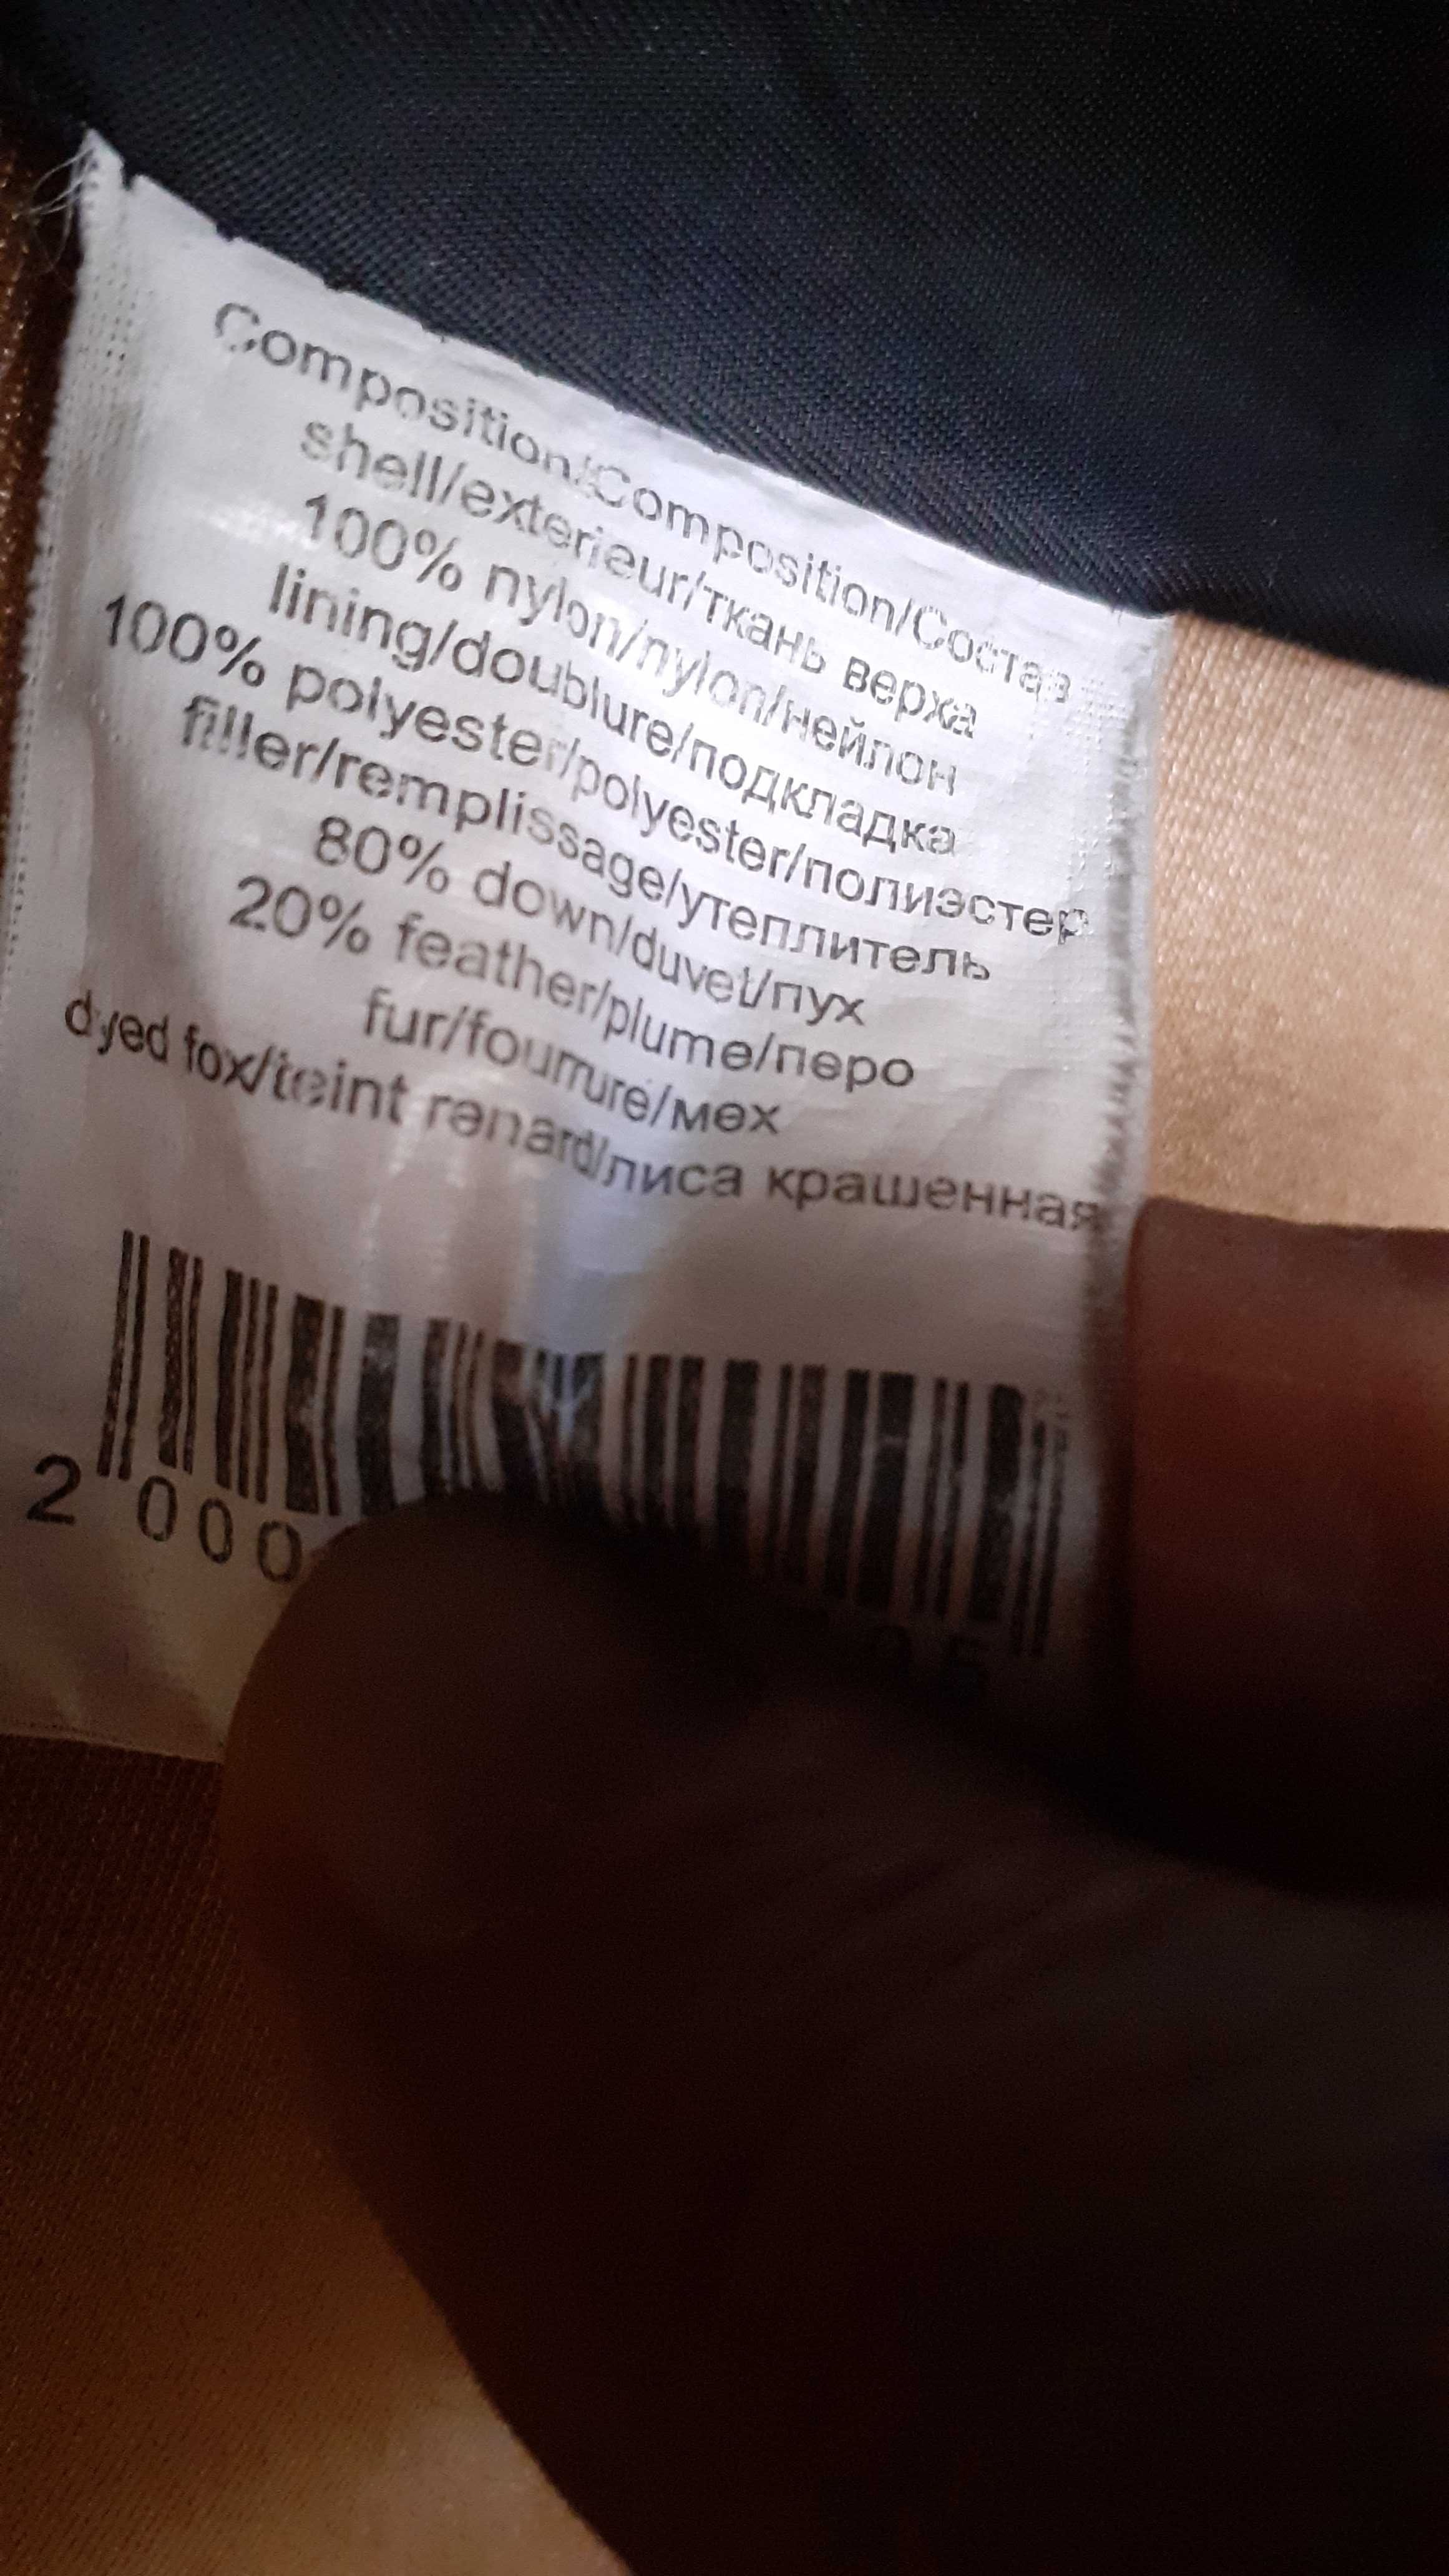 Composition/Composition/Состав
shell/exterieur/ткань верха
100% nylon/nylon/нейлон
lining/doublure/подкладка
100% polyester/polyester/полиэстер
filler/remplissage/утеплитель
80% down/duvet/пух
20% feather/plume/перо
fur/fourrure/мех
dyed fox/teint renard/лиса крашенная
2 000